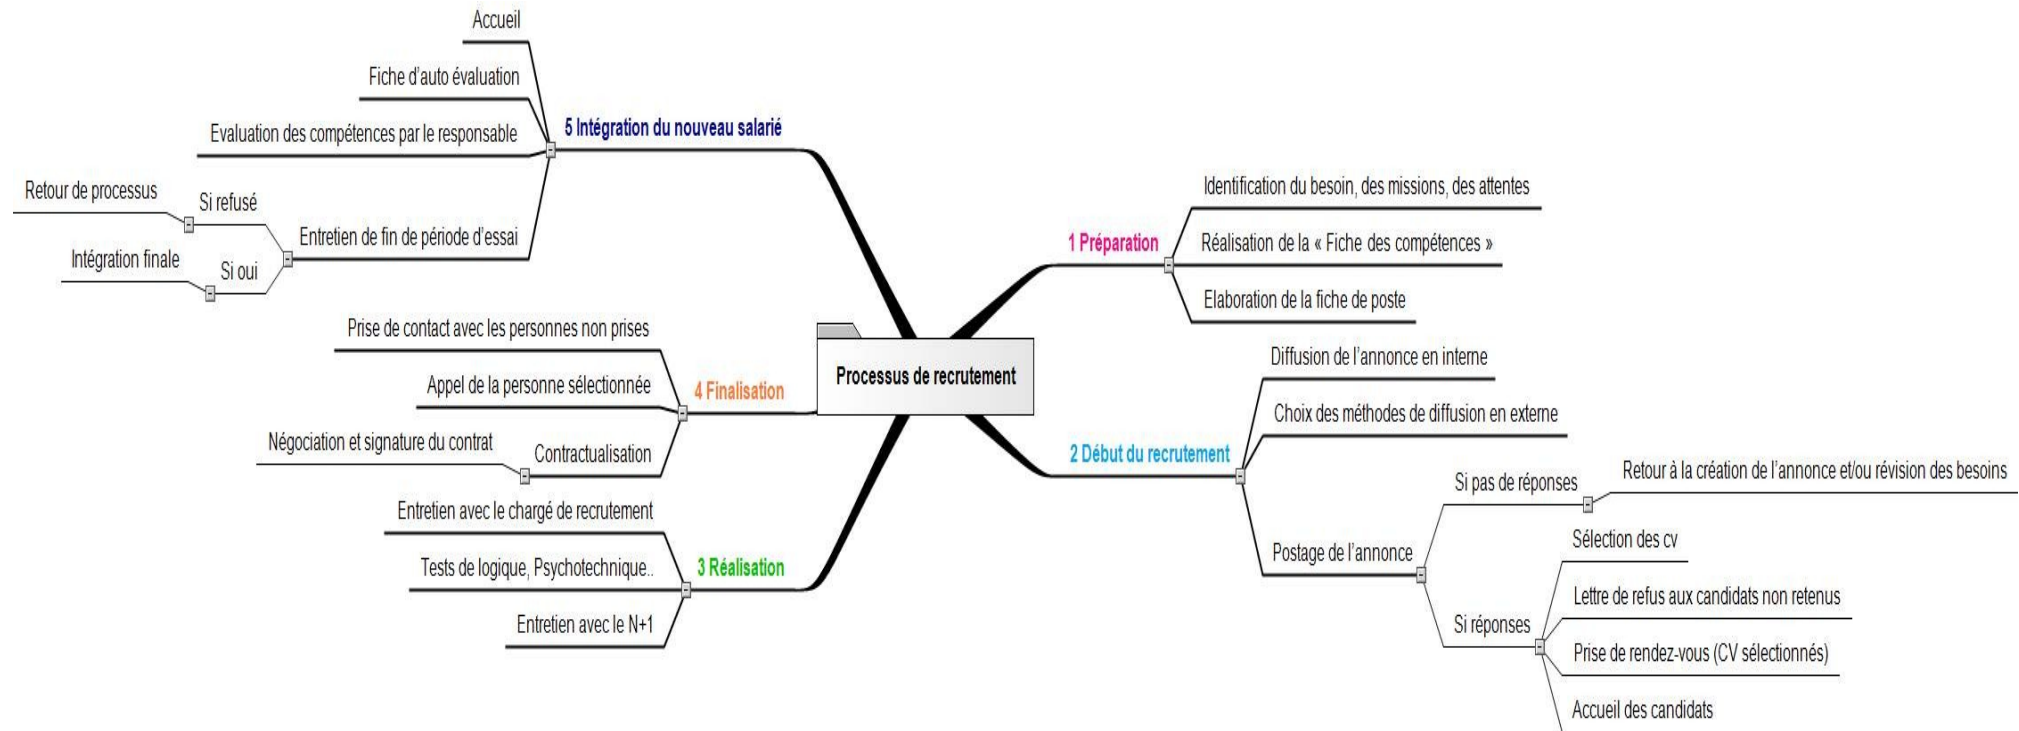 Processus de recrutement
1 Préparation
Identification du besoin, des missions, des attentes
Réalisation de la « Fiche des compétences »
Elaboration de la fiche de poste
2 Début du recrutement
Diffusion de l'annonce en interne
Choix des méthodes de diffusion en externe
Postage de l'annonce
Si pas de réponses
Retour à la création de l'annonce et/ou révision des besoins
Si réponses
Sélection des cv
Lettre de refus aux candidats non retenus
Prise de rendez-vous (CV sélectionnés)
Accueil des candidats
3 Réalisation
Entretien avec le chargé de recrutement
Tests de logique, Psychotechnique..
Entretien avec le N+1
4 Finalisation
Prise de contact avec les personnes non prises
Appel de la personne sélectionnée
Contractualisation
Négociation et signature du contrat
5 Intégration du nouveau salarié
Accueil
Fiche d'auto évaluation
Evaluation des compétences par le responsable
Entretien de fin de période d'essai
Si refusé
Retour de processus
Si oui
Intégration finale